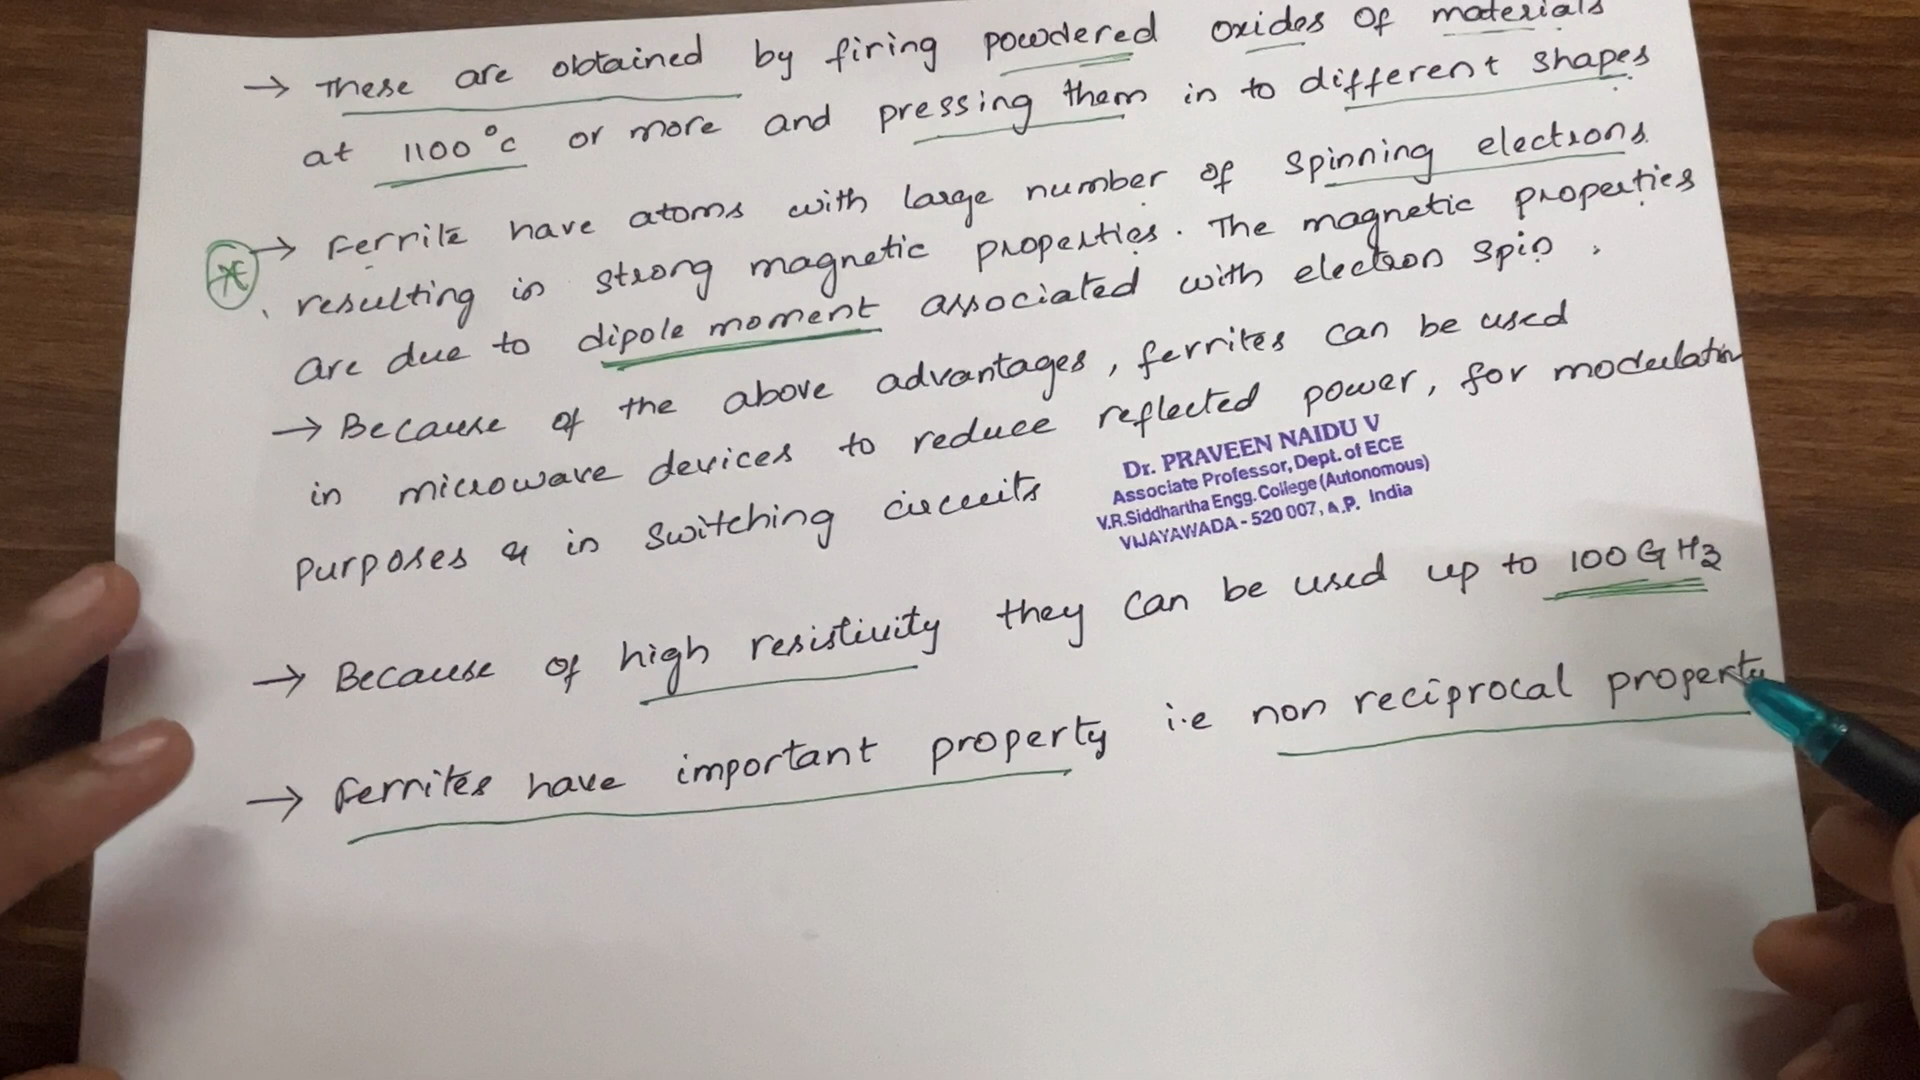 → These are obtained by firing powdered oxides of materials
at 1100°c or more and pressing them in to different shapes
→ Ferrite have atoms with large number of spinning electrons.
resulting in strong magnetic properties. The magnetic properties
are due to dipole moment associated with electron spin.
→ Because of the above advantages, ferrites can be used
in microwave devices to reduce reflected power, for modulation
purposes & in switching circuits
Dr. PRAVEEN NAIDU V
Associate Professor, Dept. of ECE
V.R.Siddhartha Engg. College (Autonomous)
VIJAYAWADA - 520 007, A.P. India
→ Because of high resistivity they can be used up to 100 GHz
→ Ferrites have important property i.e non reciprocal property